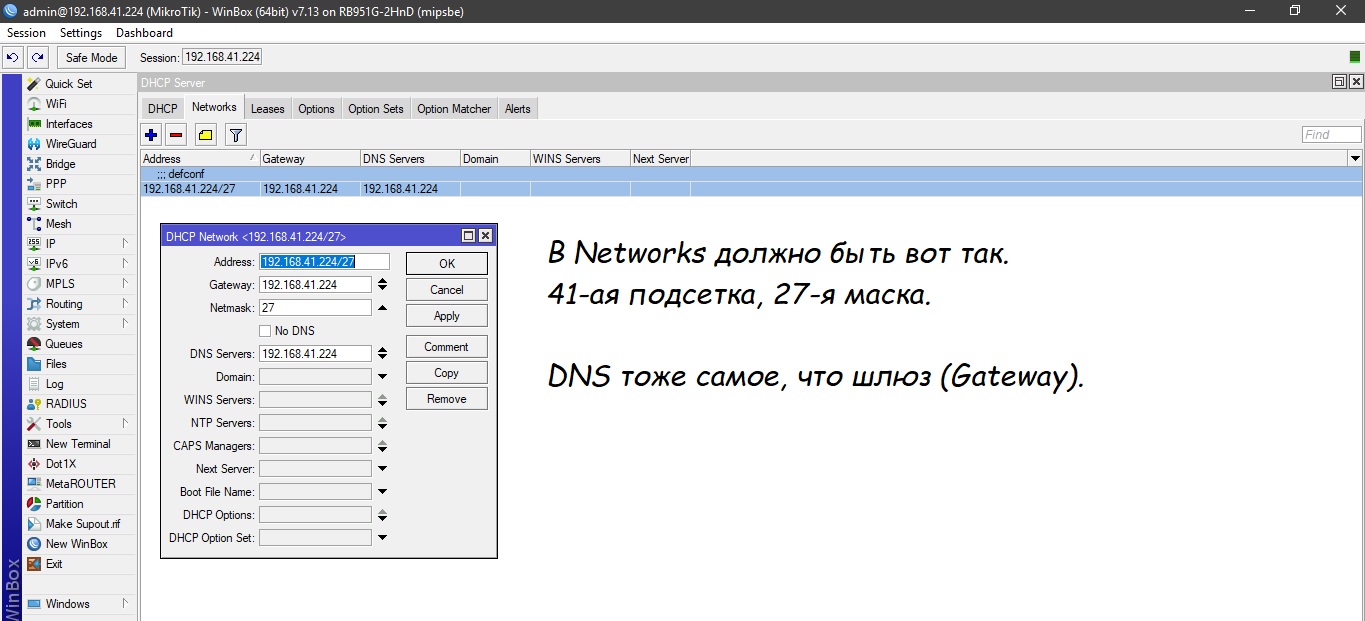 admin@192.168.41.224 (MikroTik) - WinBox (64bit) v7.13 on RB951G-2HnD (mipsbe)
Session Settings Dashboard
Safe Mode Session: 192.168.41.224
Quick Set
WiFi
Interfaces
WireGuard
Bridge
PPP
Switch
Mesh
IP
IPv6
MPLS
Routing
System
Queues
Files
Log
RADIUS
Tools
New Terminal
Dot1X
MetaROUTER
Partition
Make Supout.rif
New WinBox
Exit
Windows
WinBox
DHCP Server
DHCP Networks Leases Options Option Sets Option Matcher Alerts
Find
Address Gateway DNS Servers Domain WINS Servers Next Server
;;; defconf
192.168.41.224/27 192.168.41.224 192.168.41.224
DHCP Network <192.168.41.224/27>
Address: 192.168.41.224/27 OK
Gateway: 192.168.41.224 Cancel
Netmask: 27 Apply
No DNS
DNS Servers: 192.168.41.224 Comment
Domain: Copy
WINS Servers: Remove
NTP Servers:
CAPS Managers:
Next Server:
Boot File Name:
DHCP Options:
DHCP Option Set:
В Networks должно быть вот так.
41-ая подсетка, 27-я маска.
DNS тоже самое, что шлюз (Gateway).